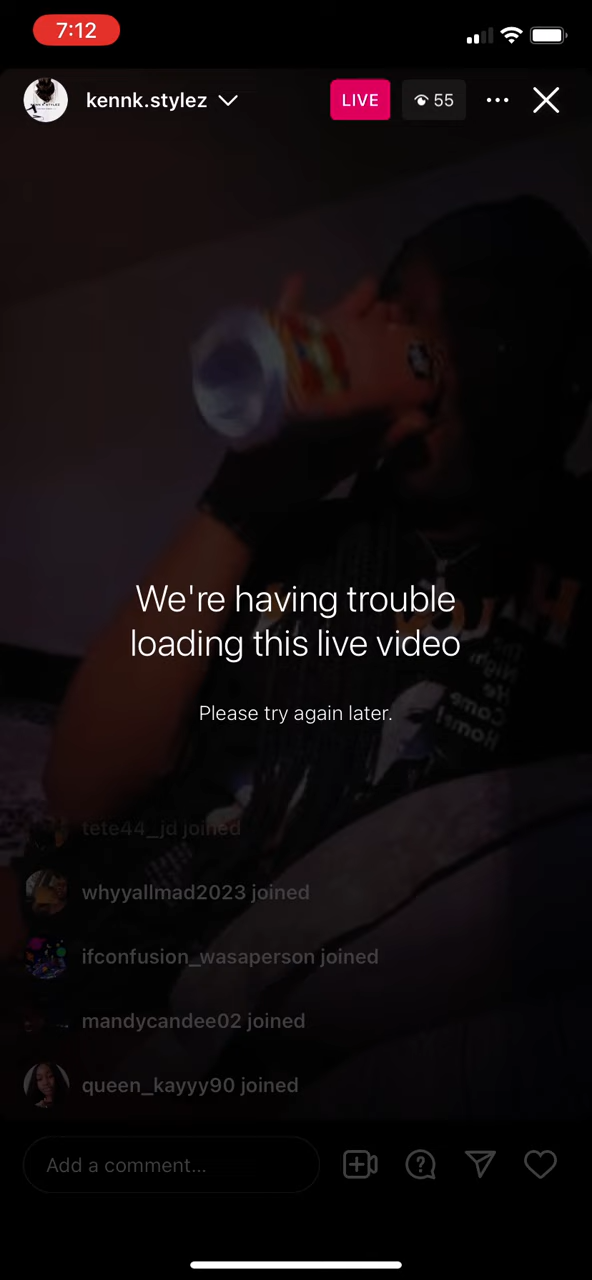 7:12
kennk.stylez
LIVE
55
We're having trouble
loading this live video
Please try again later.
tete44_jd joined
whyyallmad2023 joined
ifconfusion_wasaperson joined
mandycandee02 joined
queen_kayyy90 joined
Add a comment...